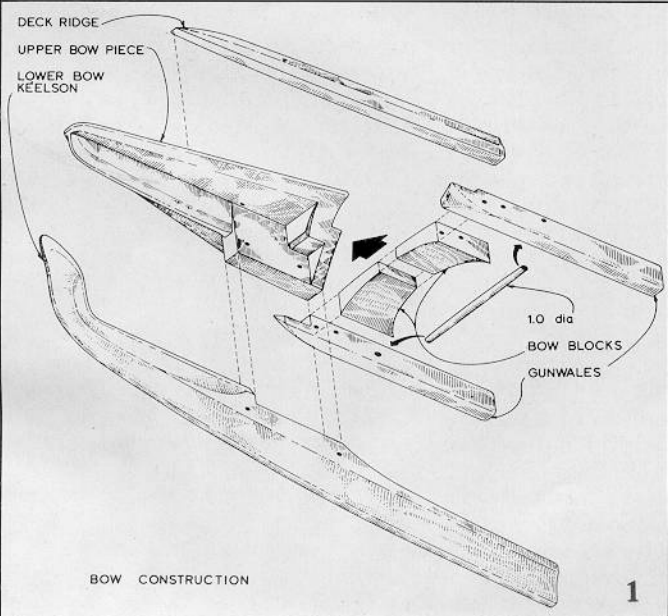 DECK RIDGE
UPPER BOW PIECE
LOWER BOW
KEELSON
1.0 dia
BOW BLOCKS
GUNWALES
BOW CONSTRUCTION
1